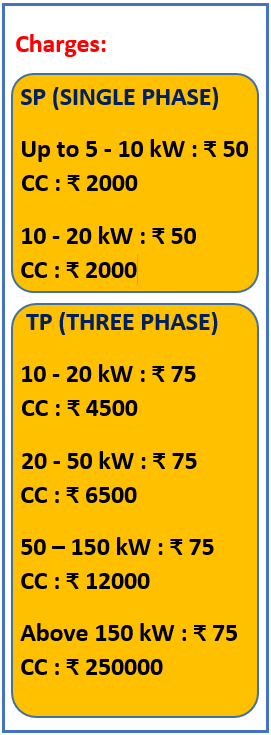 Charges:
SP (SINGLE PHASE)
Up to 5 - 10 kW : ₹ 50
CC : ₹ 2000
10 - 20 kW : ₹ 50
CC : ₹ 2000
TP (THREE PHASE)
10 - 20 kW : ₹ 75
CC : ₹ 4500
20 - 50 kW : ₹ 75
CC : ₹ 6500
50 – 150 kW : ₹ 75
CC : ₹ 12000
Above 150 kW : ₹ 75
CC : ₹ 250000